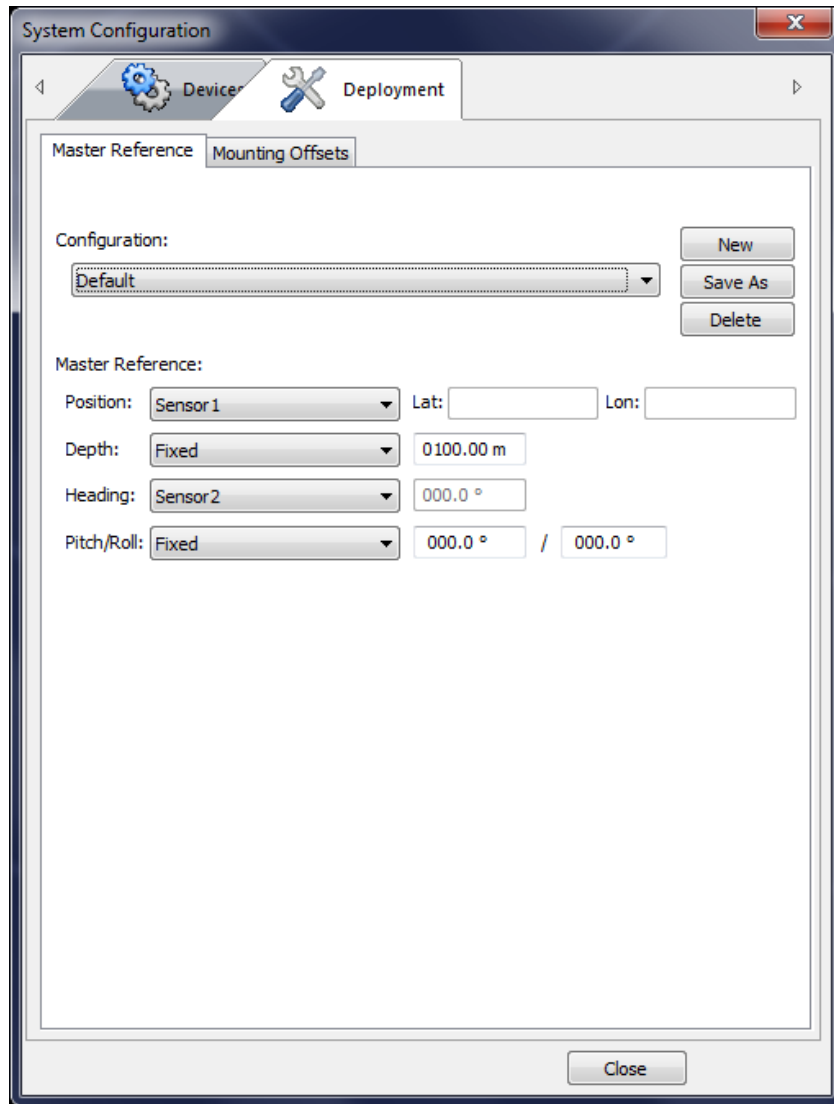 System Configuration
Devices Deployment
Master Reference Mounting Offsets
Configuration:
New
Default
Save As
Delete
Master Reference:
Position: Sensor1 Lat: Lon:
Depth: Fixed 0100.00 m
Heading: Sensor2 000.0 °
Pitch/Roll: Fixed 000.0 ° / 000.0 °
Close